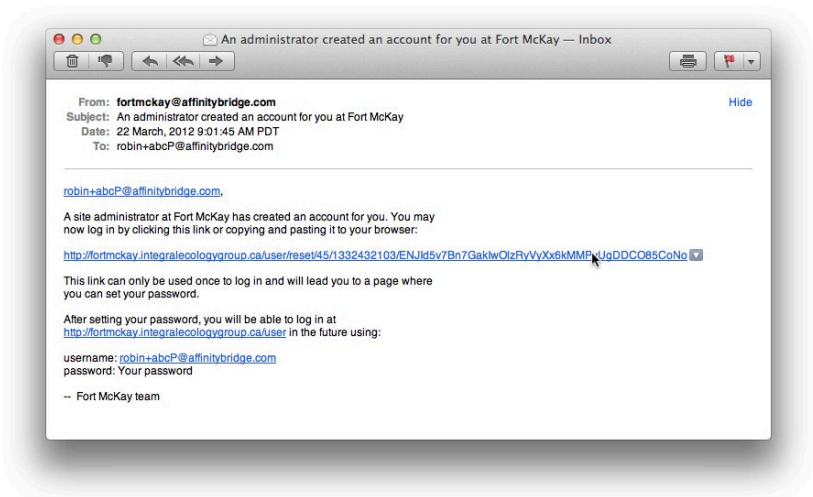 An administrator created an account for you at Fort McKay — Inbox
From: fortmckay@affinitybridge.com
Hide
Subject: An administrator created an account for you at Fort McKay
Date: 22 March, 2012 9:01:45 AM PDT
To: robin+abcP@affinitybridge.com
robin+abcP@affinitybridge.com,
A site administrator at Fort McKay has created an account for you. You may
now log in by clicking this link or copying and pasting it to your browser:
This link can only be used once to log in and will lead you to a page where
you can set your password.
After setting your password, you will be able to log in at
http://fortmckay.integralecologygroup.ca/user in the future using:
username: robin+abcP@affinitybridge.com
password: Your password
-- Fort McKay team